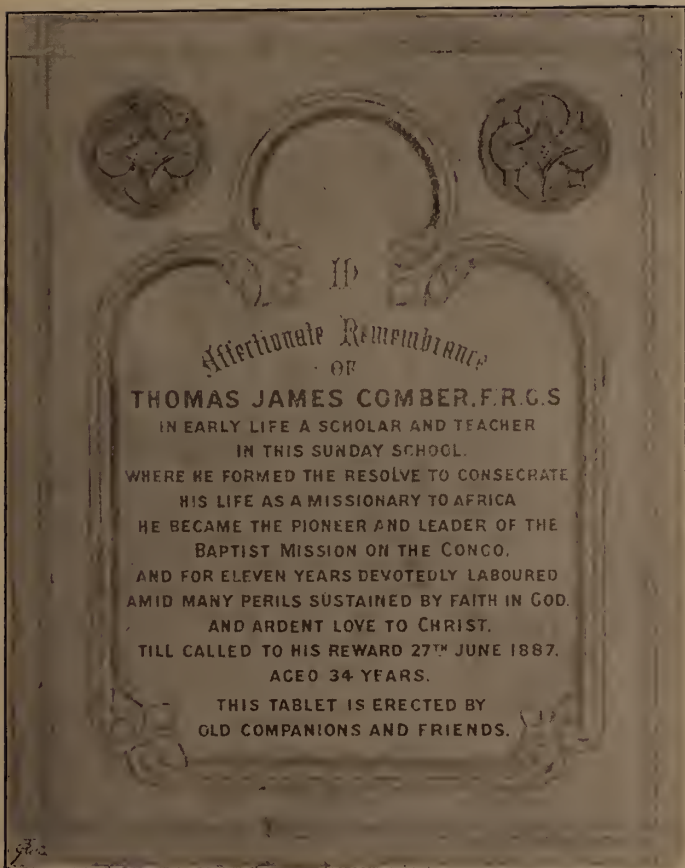 In
Affectionate Remembrance
OF
THOMAS JAMES COMBER. F.R.G.S
IN EARLY LIFE A SCHOLAR AND TEACHER
IN THIS SUNDAY SCHOOL.
WHERE HE FORMED THE RESOLVE TO CONSECRATE
HIS LIFE AS A MISSIONARY TO AFRICA
HE BECAME THE PIONEER AND LEADER OF THE
BAPTIST MISSION ON THE CONGO.
AND FOR ELEVEN YEARS DEVOTEDLY LABOURED
AMID MANY PERILS SUSTAINED BY FAITH IN GOD.
AND ARDENT LOVE TO CHRIST.
TILL CALLED TO HIS REWARD 27TH JUNE 1887.
AGED 34 YEARS.
THIS TABLET IS ERECTED BY
OLD COMPANIONS AND FRIENDS.